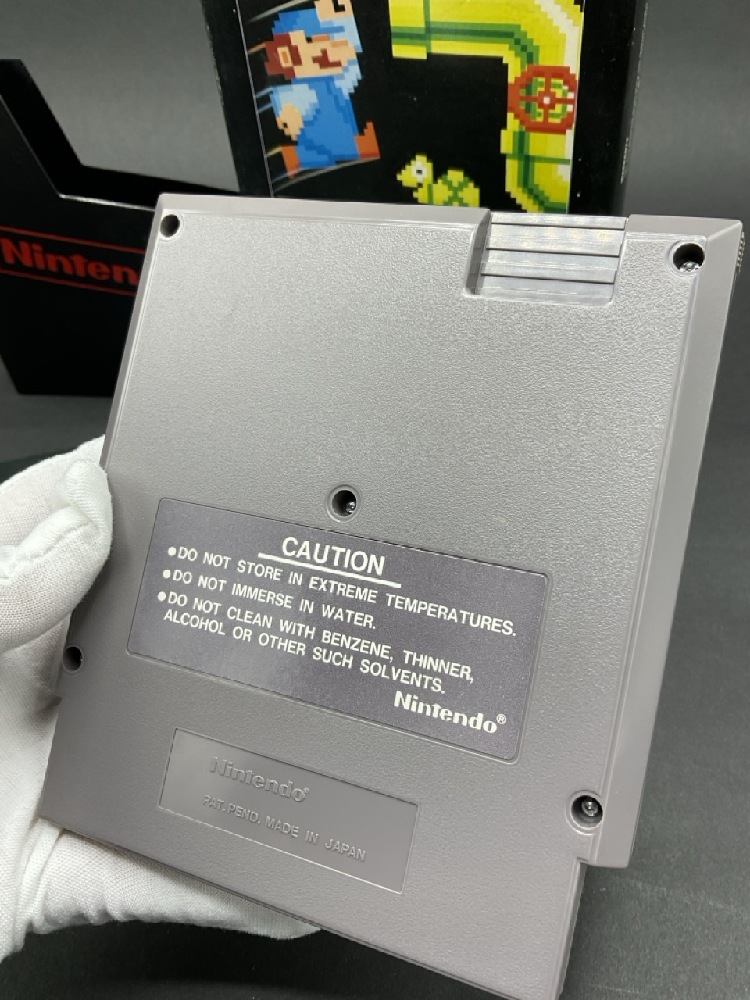 Ninten
CAUTION
•DO NOT STORE IN EXTREME TEMPERATURES.
•DO NOT IMMERSE IN WATER.
•DO NOT CLEAN WITH BENZENE, THINNER,
ALCOHOL OR OTHER SUCH SOLVENTS.
Nintendo®
Nintendo®
PAT. PEND. MADE IN JAPAN